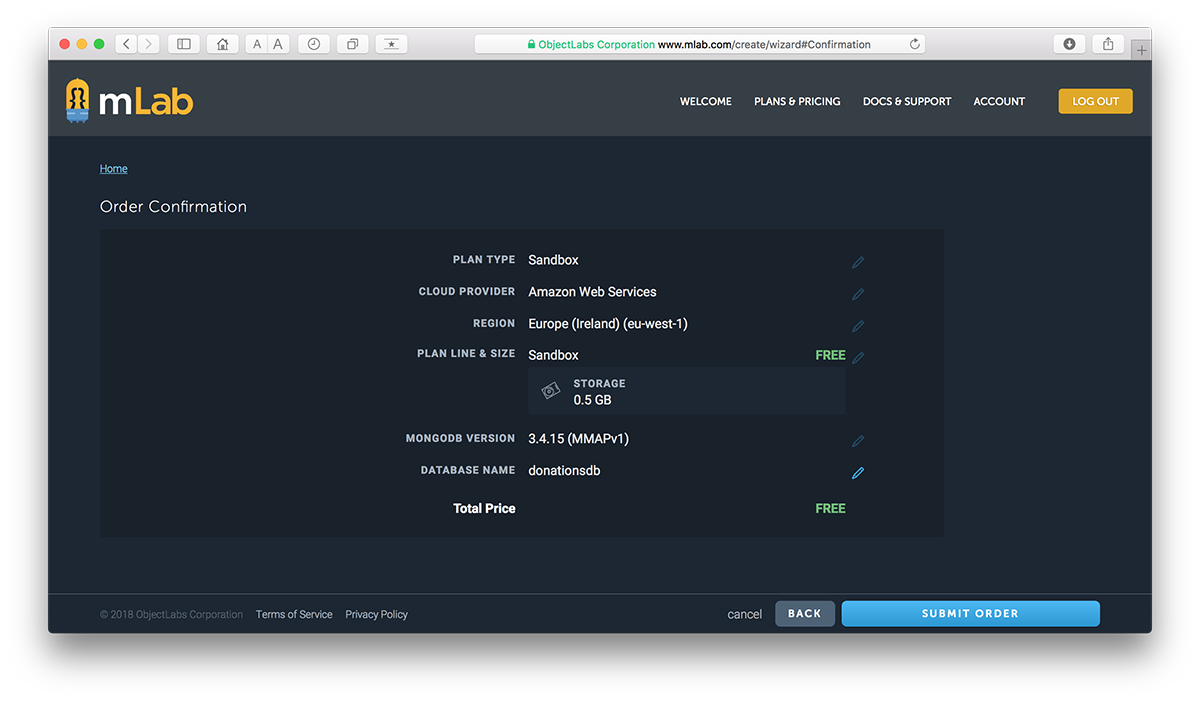 A A
ObjectLabs Corporation www.mlab.com/create/wizard#Confirmation
mLab
WELCOME PLANS & PRICING DOCS & SUPPORT ACCOUNT LOG OUT
Home
Order Confirmation
PLAN TYPE Sandbox
CLOUD PROVIDER Amazon Web Services
REGION Europe (Ireland) (eu-west-1)
PLAN LINE & SIZE Sandbox FREE
STORAGE
0.5 GB
MONGODB VERSION 3.4.15 (MMAPv1)
DATABASE NAME donationsdb
Total Price FREE
© 2018 ObjectLabs Corporation Terms of Service Privacy Policy cancel BACK SUBMIT ORDER